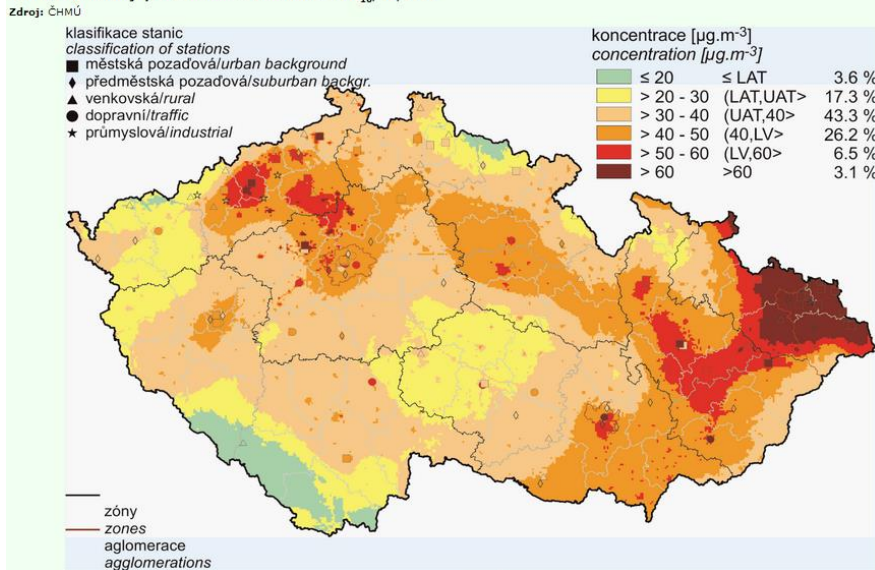 Zdroj: ČHMÚ
klasifikace stanic
classification of stations
městská pozaďová/urban background
předměstská pozaďová/suburban backgr.
venkovská/rural
dopravní/traffic
průmyslová/industrial
koncentrace [µg.m-3]
concentration [µg.m-3]
≤ 20 ≤ LAT 3.6 %
> 20 - 30 (LAT,UAT> 17.3 %
> 30 - 40 (UAT,40> 43.3 %
> 40 - 50 (40,LV> 26.2 %
> 50 - 60 (LV,60> 6.5 %
> 60 >60 3.1 %
zóny
zones
aglomerace
agglomerations